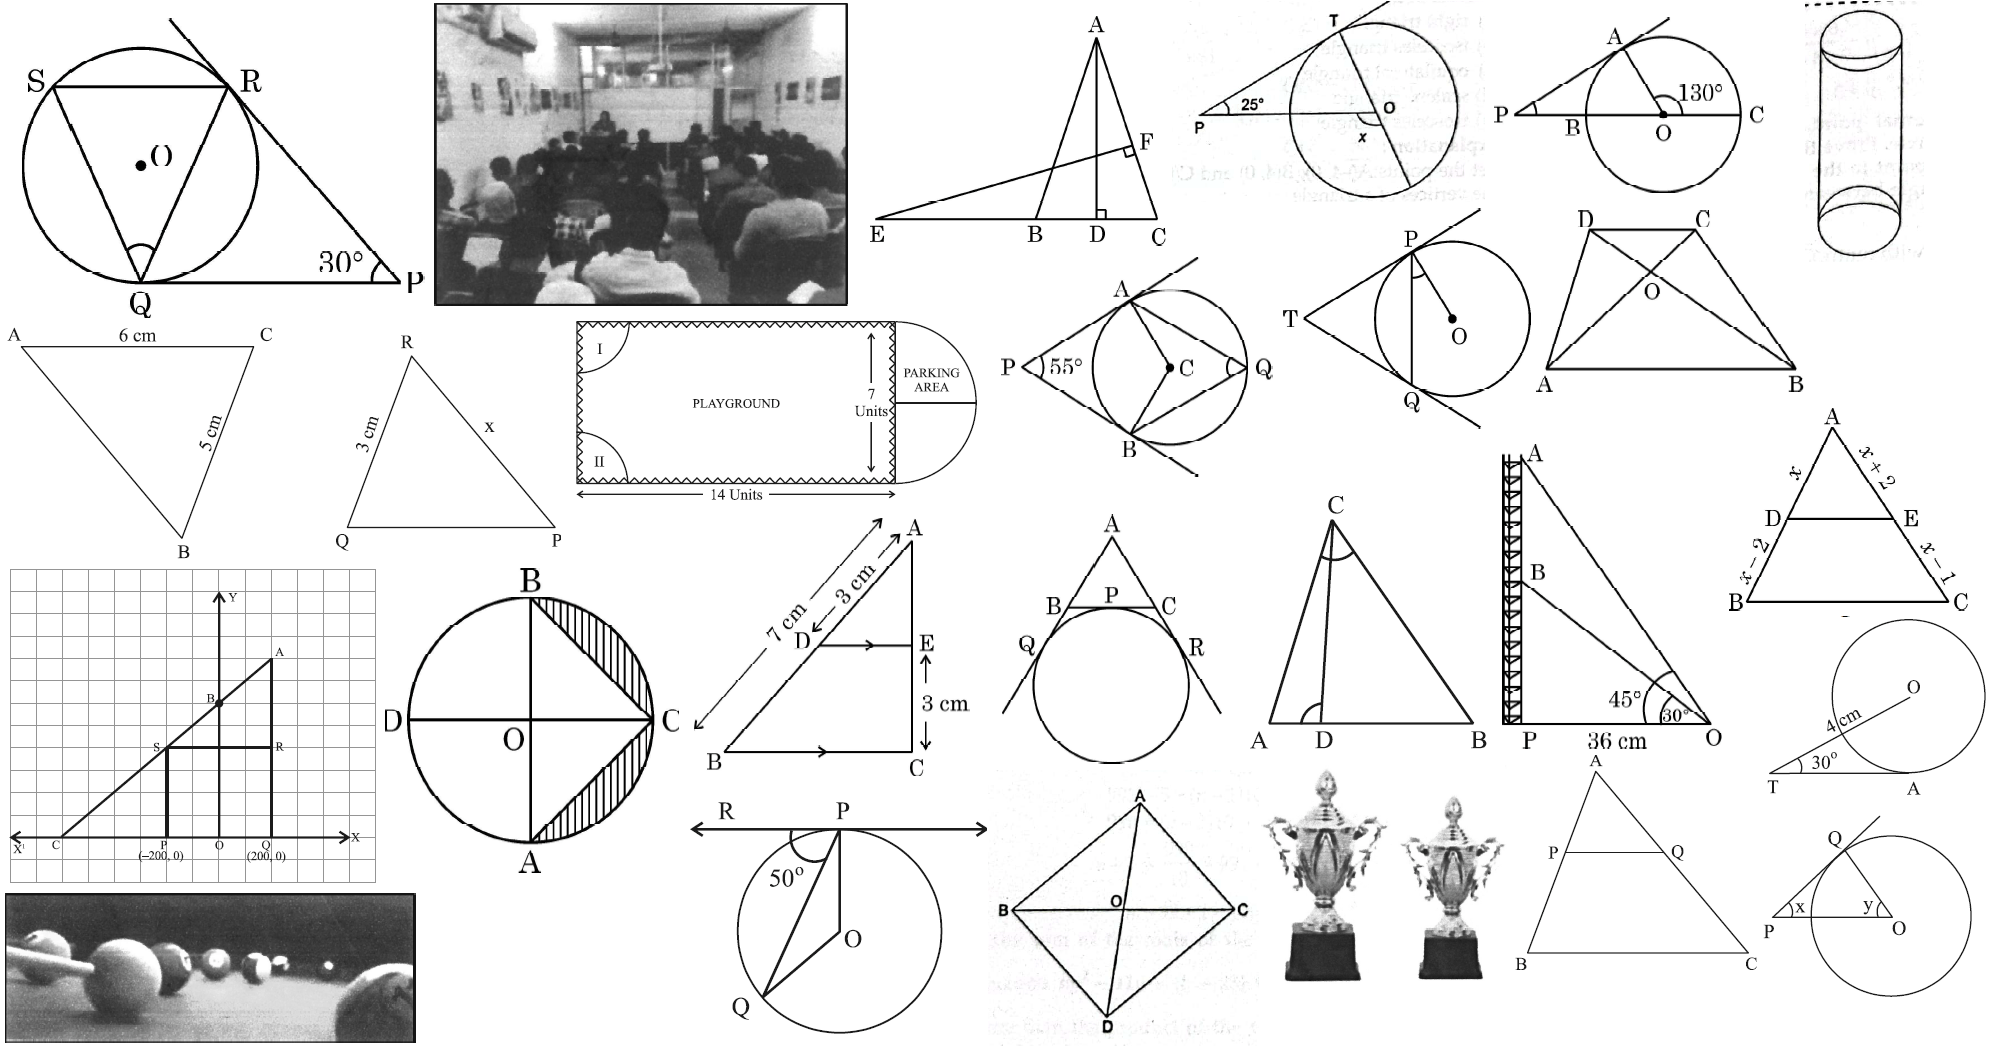 S R
O
30°
P
Q
A
F
E B D C
T
25°
O
P
x
A
130°
P B O C
A
P 55° C Q
B
P
T
O
Q
D C
O
A B
A 6 cm C
5 cm
B
R
3 cm x
Q P
I
PLAYGROUND
7
Units
PARKING
AREA
II
14 Units
A
x x + 2
D E
x – 2 x – 1
B C
Y
A
B
S R
X' C P O Q X
(–200, 0) (200, 0)
B
D O C
A
A
7 cm 3 cm
D E
3 cm
B C
A
B P C
Q R
C
A D B
A
B
45°
30°
P 36 cm O
O
4 cm
30°
T A
R P
50°
O
Q
A
B O C
D
A
P Q
B C
Q
x y
P O